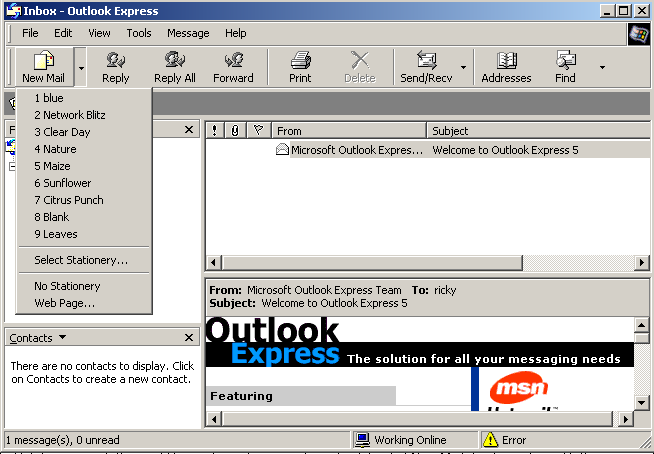 Inbox - Outlook Express
File Edit View Tools Message Help
New Mail Reply Reply All Forward Print Delete Send/Recv Addresses Find
1 blue
2 Network Blitz
3 Clear Day
4 Nature
5 Maize
6 Sunflower
7 Citrus Punch
8 Blank
9 Leaves
Select Stationery...
No Stationery
Web Page...
From Subject
Microsoft Outlook Expres... Welcome to Outlook Express 5
From: Microsoft Outlook Express Team To: ricky
Subject: Welcome to Outlook Express 5
Outlook
Express The solution for all your messaging needs
Featuring
msn
Contacts
There are no contacts to display. Click
on Contacts to create a new contact.
1 message(s), 0 unread Working Online Error